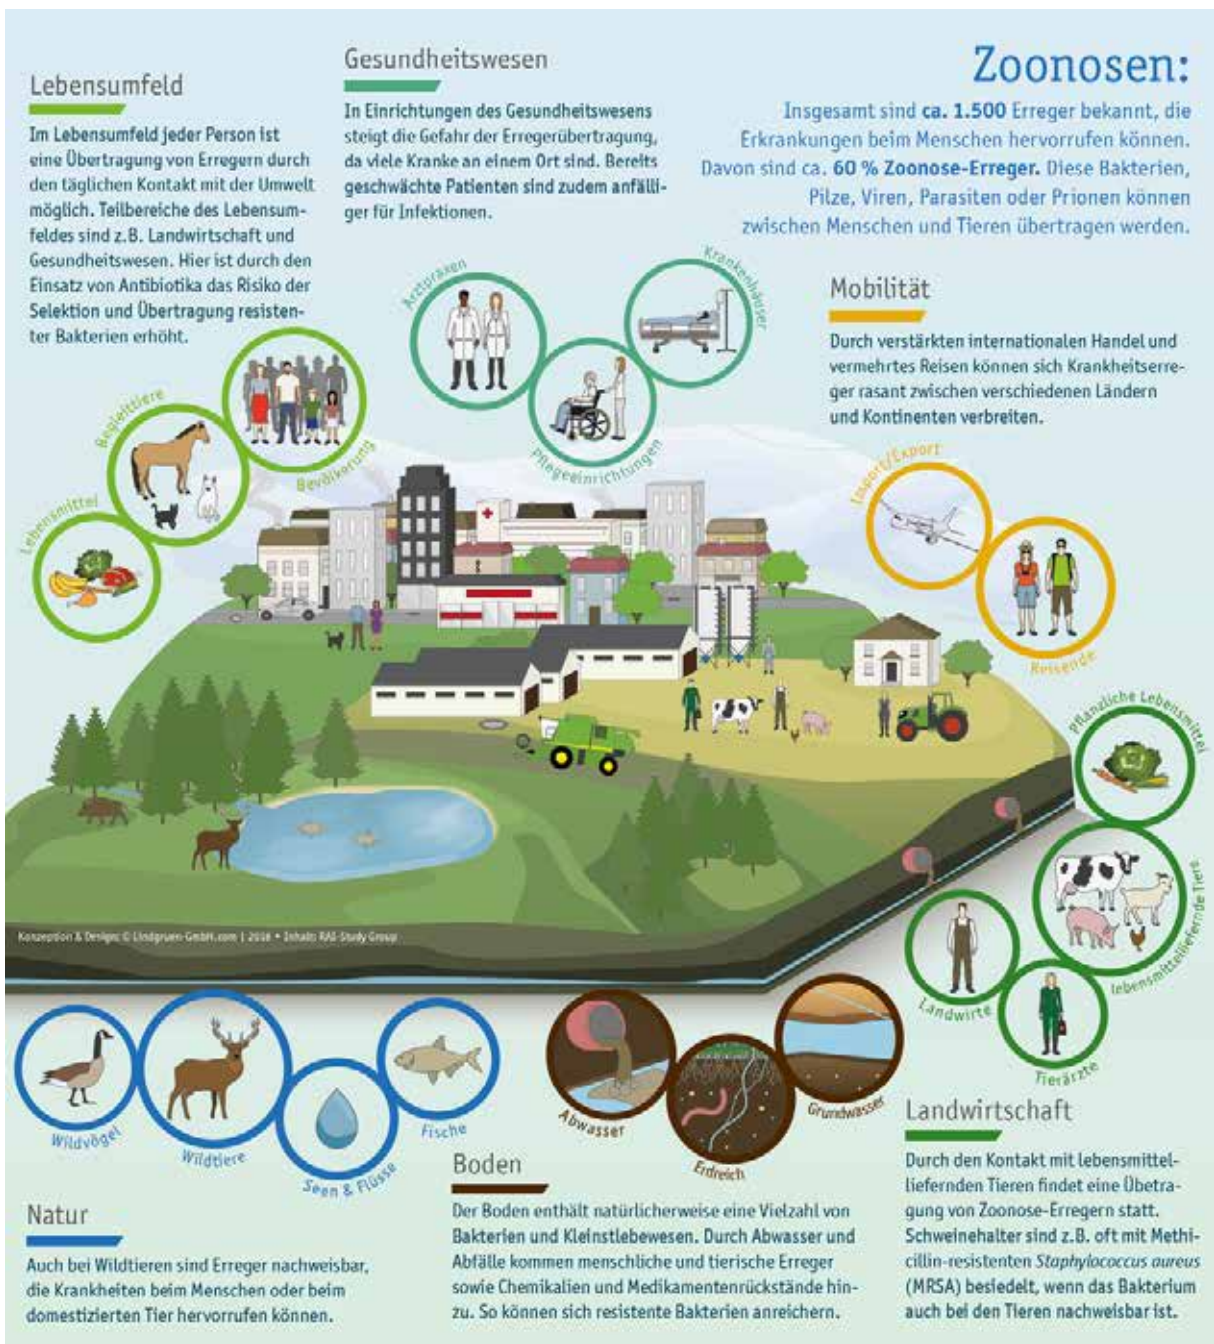 Zoonosen:
Insgesamt sind ca. 1.500 Erreger bekannt, die
Erkrankungen beim Menschen hervorrufen können.
Davon sind ca. 60 % Zoonose-Erreger. Diese Bakterien,
Pilze, Viren, Parasiten oder Prionen können
zwischen Menschen und Tieren übertragen werden.
Lebensumfeld
Im Lebensumfeld jeder Person ist
eine Übertragung von Erregern durch
den täglichen Kontakt mit der Umwelt
möglich. Teilbereiche des Lebensum-
feldes sind z.B. Landwirtschaft und
Gesundheitswesen. Hier ist durch den
Einsatz von Antibiotika das Risiko der
Selektion und Übertragung resisten-
ter Bakterien erhöht.
Lebensmittel
Begleittiere
Bevölkerung
Gesundheitswesen
In Einrichtungen des Gesundheitswesens
steigt die Gefahr der Erregerübertragung,
da viele Kranke an einem Ort sind. Bereits
geschwächte Patienten sind zudem anfälli-
ger für Infektionen.
Arztpraxen
Pflegeeinrichtungen
Krankenhäuser
Mobilität
Durch verstärkten internationalen Handel und
vermehrtes Reisen können sich Krankheitserre-
ger rasant zwischen verschiedenen Ländern
und Kontinenten verbreiten.
Import/Export
Reisende
Pflanzliche Lebensmittel
lebensmittelliefernde Tiere
Landwirte
Tierärzte
Landwirtschaft
Durch den Kontakt mit lebensmittel-
liefernden Tieren findet eine Übetra-
gung von Zoonose-Erregern statt.
Schweinehalter sind z.B. oft mit Methi-
cillin-resistenten Staphylococcus aureus
(MRSA) besiedelt, wenn das Bakterium
auch bei den Tieren nachweisbar ist.
Konzeption & Design: © Lindgruen-GmbH.com | 2016 • Inhalt: RAI-Study Group
Wildvögel
Wildtiere
Seen & Flüsse
Fische
Natur
Auch bei Wildtieren sind Erreger nachweisbar,
die Krankheiten beim Menschen oder beim
domestizierten Tier hervorrufen können.
Abwasser
Erdreich
Grundwasser
Boden
Der Boden enthält natürlicherweise eine Vielzahl von
Bakterien und Kleinstlebewesen. Durch Abwasser und
Abfälle kommen menschliche und tierische Erreger
sowie Chemikalien und Medikamentenrückstände hin-
zu. So können sich resistente Bakterien anreichern.